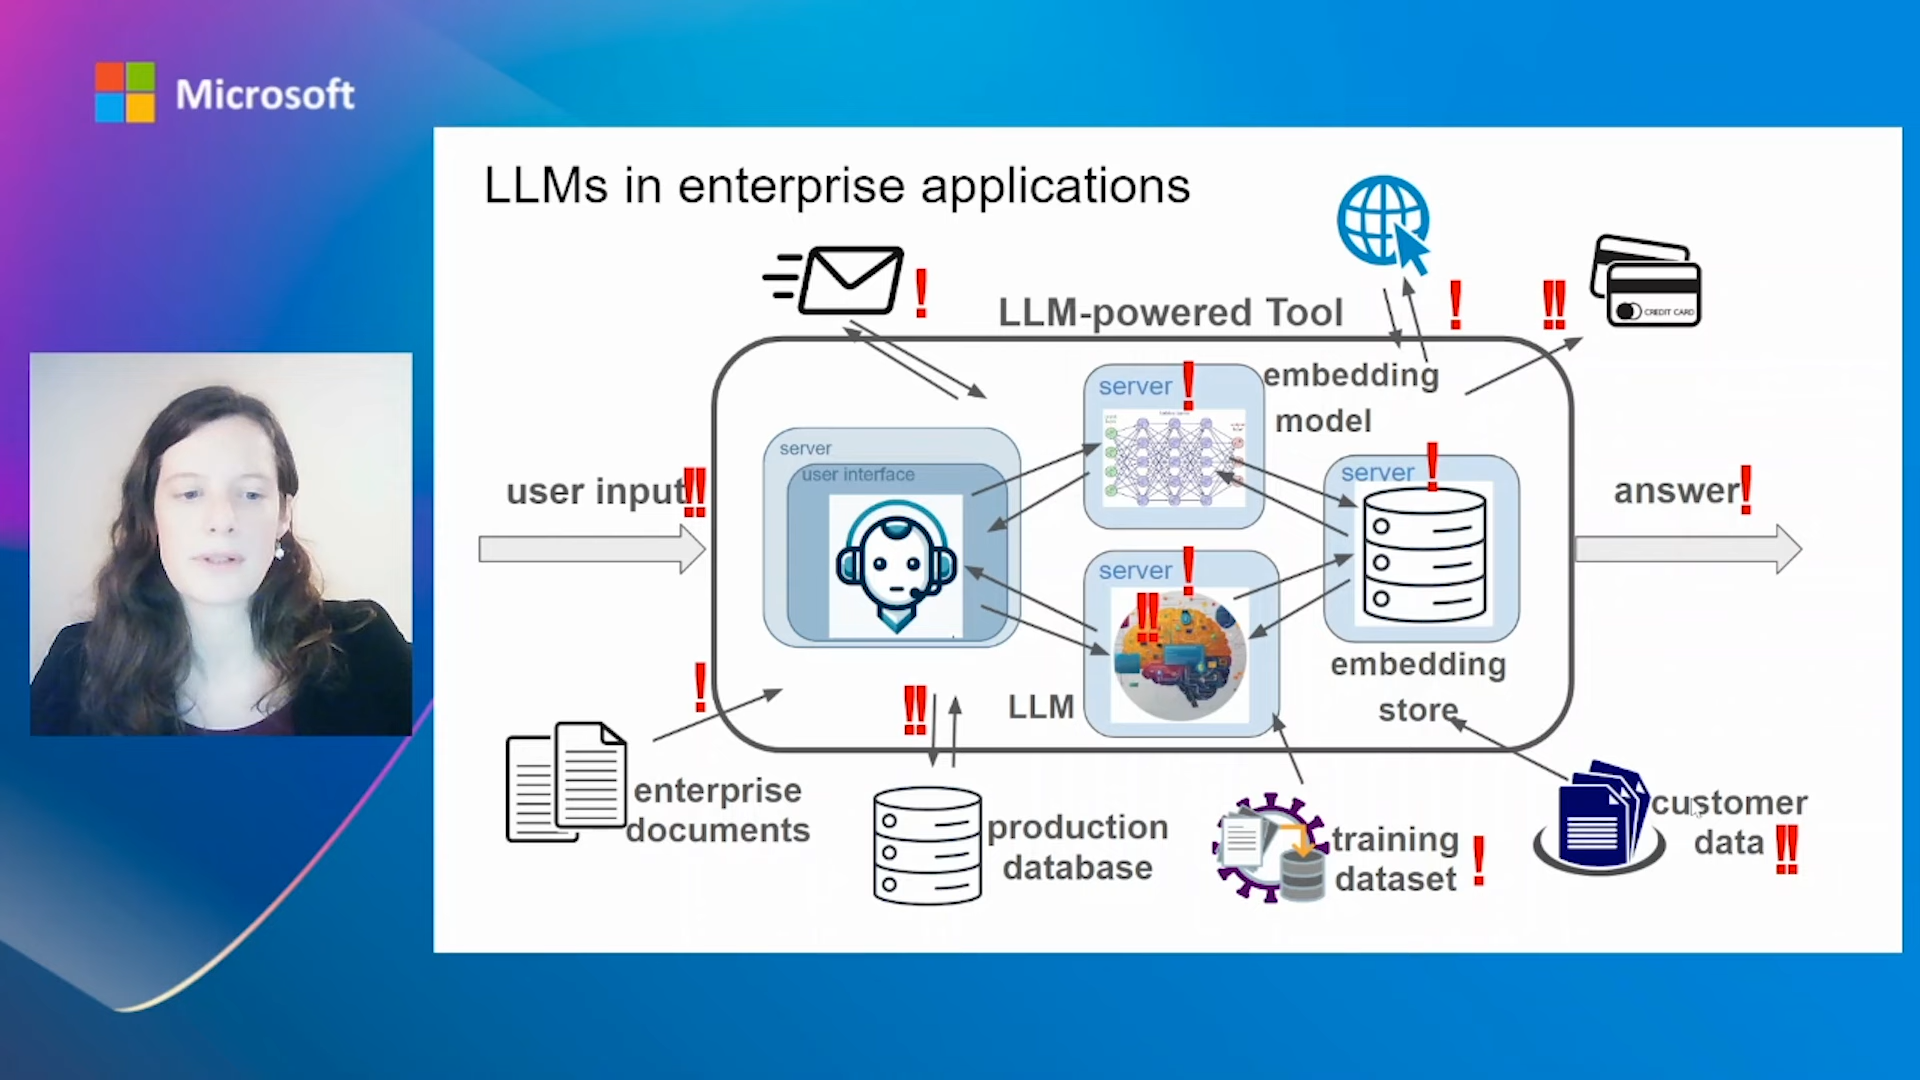 Microsoft
LLMs in enterprise applications
LLM-powered Tool
CREDIT CARD
!
!
!!
server !
embedding
model
server
user interface
server !
user input!!
answer!
server !
!!
embedding
store
LLM
!
!!
enterprise
documents
production
database
training
dataset !
customer
data !!